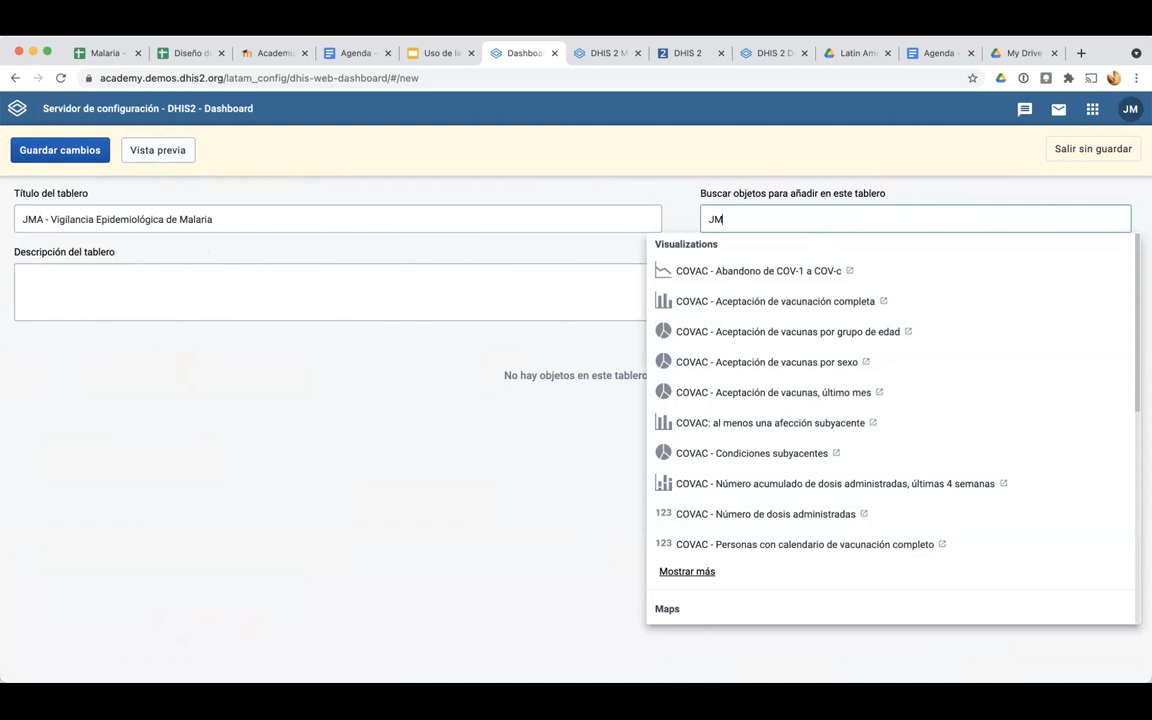 Malaria -
Diseño de
Academi
Agenda -
Uso de la
Dashboa
DHIS 2 M
DHIS 2
DHIS 2 D
Latin Am
Agenda -
My Drive
academy.demos.dhis2.org/latam_config/dhis-web-dashboard/#/new
Servidor de configuración - DHIS2 - Dashboard
JM
Guardar cambios
Vista previa
Salir sin guardar
Título del tablero
Buscar objetos para añadir en este tablero
JMA - Vigilancia Epidemiológica de Malaria
JM
Descripción del tablero
Visualizations
COVAC - Abandono de COV-1 a COV-c
COVAC - Aceptación de vacunación completa
COVAC - Aceptación de vacunas por grupo de edad
COVAC - Aceptación de vacunas por sexo
No hay objetos en este tablero
COVAC - Aceptación de vacunas, último mes
COVAC: al menos una afección subyacente
COVAC - Condiciones subyacentes
COVAC - Número acumulado de dosis administradas, últimas 4 semanas
123 COVAC - Número de dosis administradas
123 COVAC - Personas con calendario de vacunación completo
Mostrar más
Maps